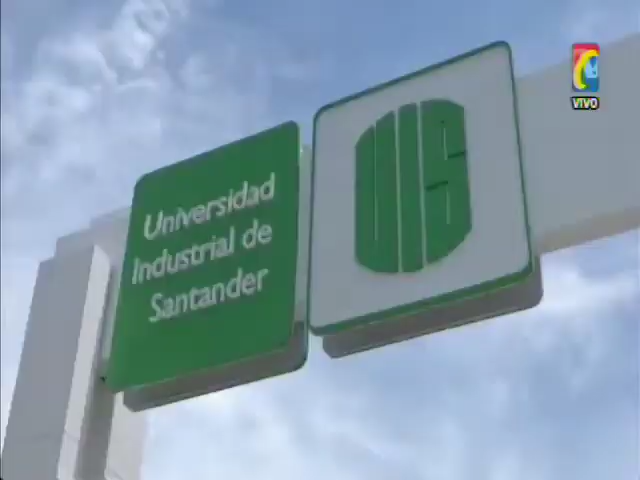 Universidad
Industrial de
Santander
UIS
VIVO